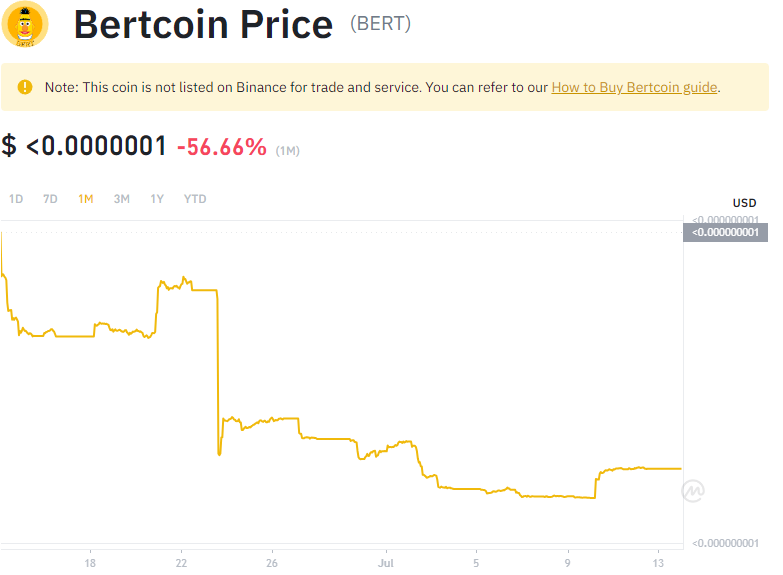 BERT
Bertcoin Price (BERT)
Note: This coin is not listed on Binance for trade and service. You can refer to our How to Buy Bertcoin guide.
$ <0.0000001 -56.66% (1M)
1D 7D 1M 3M 1Y YTD
USD
<0.000000001
<0.000000001
<0.000000001
18 22 26 Jul 5 9 13